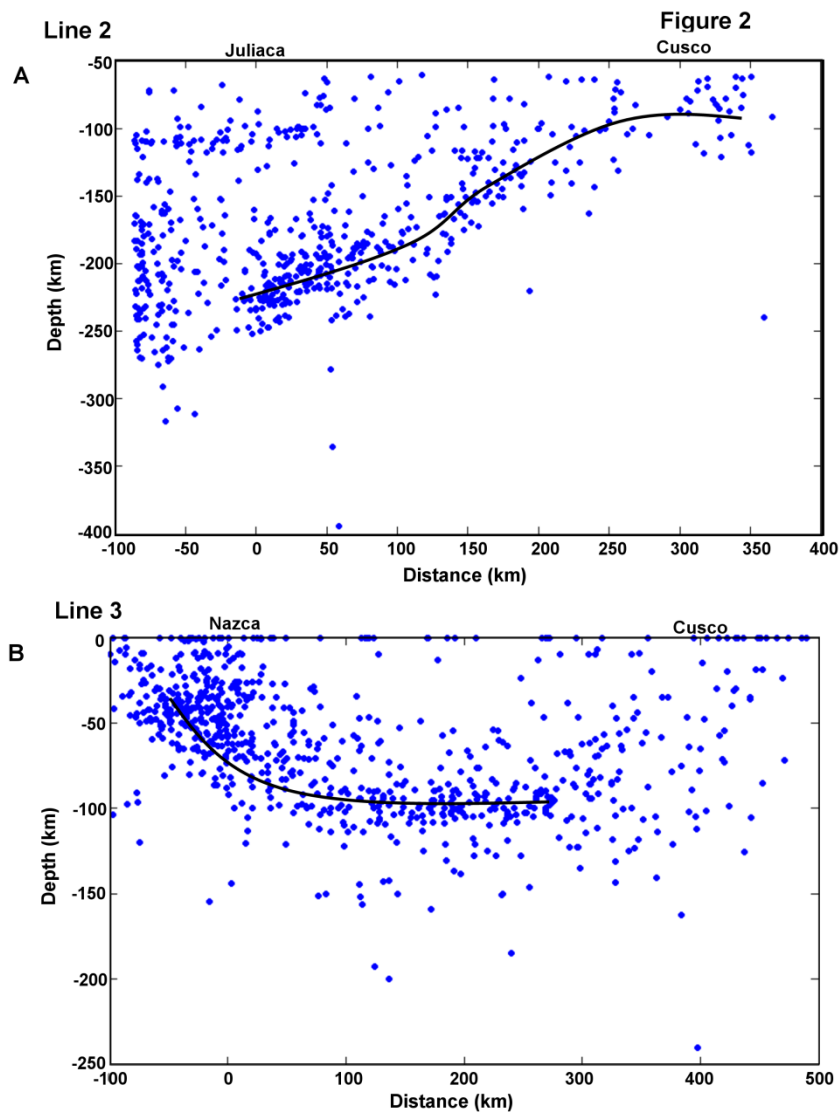 Line 2
Figure 2
Juliaca
Cusco
A
-50
-100
-150
-200
-250
-300
-350
-400
Depth (km)
-100 -50 0 50 100 150 200 250 300 350 400
Distance (km)
Line 3
Nazca
Cusco
B
0
-50
-100
-150
-200
-250
Depth (km)
-100 0 100 200 300 400 500
Distance (km)